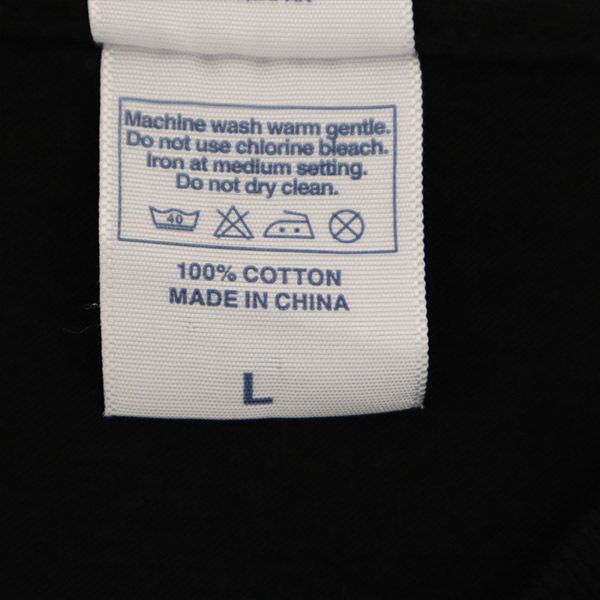 Machine wash warm gentle.
Do not use chlorine bleach.
Iron at medium setting.
Do not dry clean.
40
100% COTTON
MADE IN CHINA
L